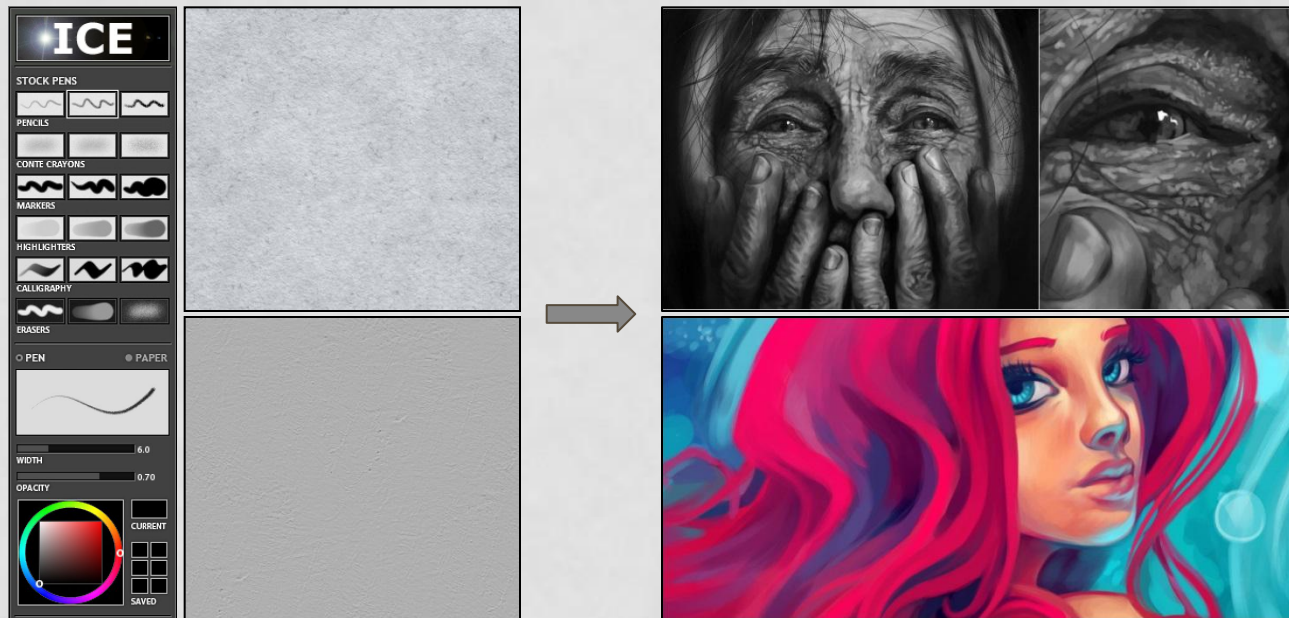 ICE
STOCK PENS
PENCILS
CONTE CRAYONS
MARKERS
HIGHLIGHTERS
CALLIGRAPHY
ERASERS
PEN
PAPER
6.0
WIDTH
0.70
OPACITY
CURRENT
SAVED